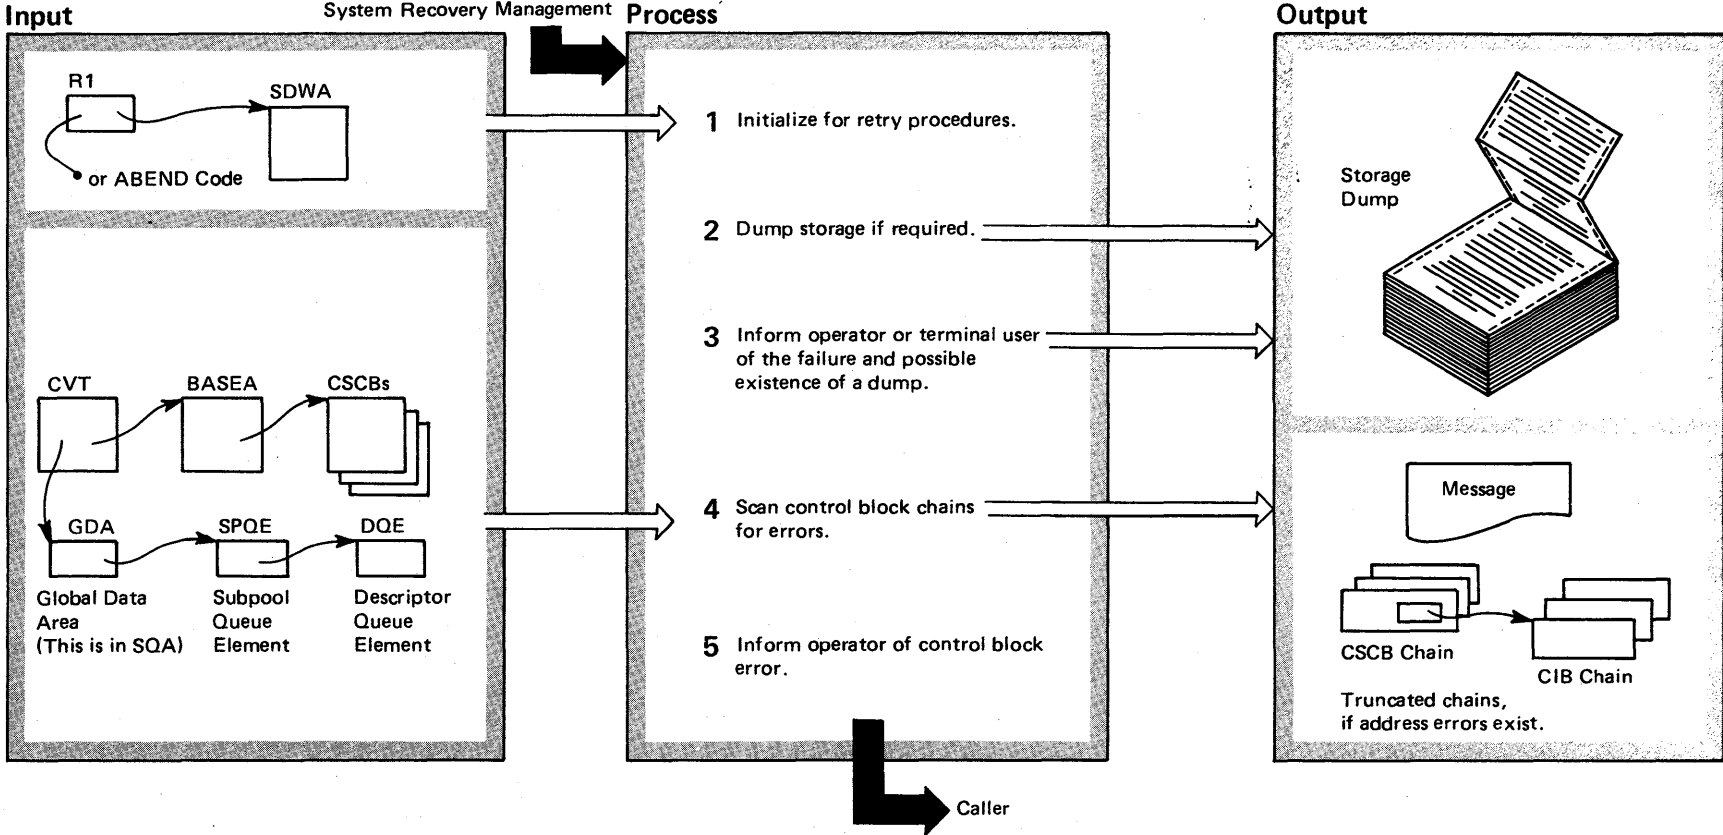 System Recovery Management
Input
Process
Output
R1
SDWA
or ABEND Code
CVT
BASEA
CSCBs
GDA
SPQE
DQE
Global Data
Area
(This is in SQA)
Subpool
Queue
Element
Descriptor
Queue
Element
1 Initialize for retry procedures.
2 Dump storage if required.
3 Inform operator or terminal user
of the failure and possible
existence of a dump.
4 Scan control block chains
for errors.
5 Inform operator of control block
error.
Caller
Storage
Dump
Message
CSCB Chain
CIB Chain
Truncated chains,
if address errors exist.